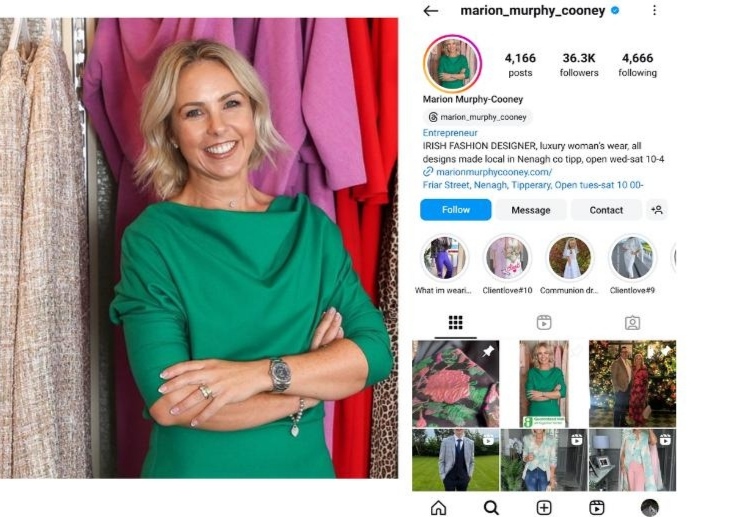 marion_murphy_cooney
4,166 36.3K 4,666
posts followers following
Marion Murphy-Cooney
marion_murphy_cooney
Entrepreneur
IRISH FASHION DESIGNER, luxury woman's wear, all
designs made local in Nenagh co tipp, open wed-sat 10-4
marionmurphycooney.com/
Friar Street, Nenagh, Tipperary, Open tues-sat 10 00-
Follow Message Contact
What im weari... Clientlove#10 Communion dr... Clientlove#9